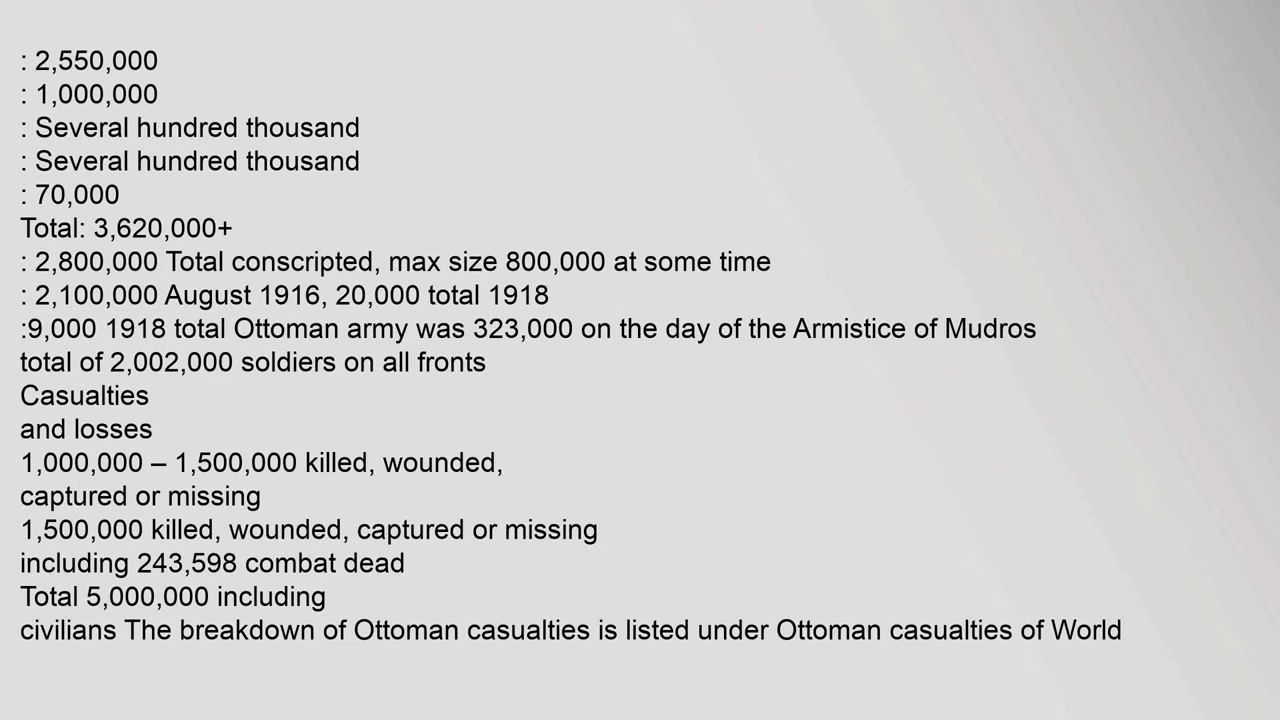 : 2,550,000
: 1,000,000
: Several hundred thousand
: Several hundred thousand
: 70,000
Total: 3,620,000+
: 2,800,000 Total conscripted, max size 800,000 at some time
: 2,100,000 August 1916, 20,000 total 1918
:9,000 1918 total Ottoman army was 323,000 on the day of the Armistice of Mudros
total of 2,002,000 soldiers on all fronts
Casualties
and losses
1,000,000 – 1,500,000 killed, wounded,
captured or missing
1,500,000 killed, wounded, captured or missing
including 243,598 combat dead
Total 5,000,000 including
civilians The breakdown of Ottoman casualties is listed under Ottoman casualties of World